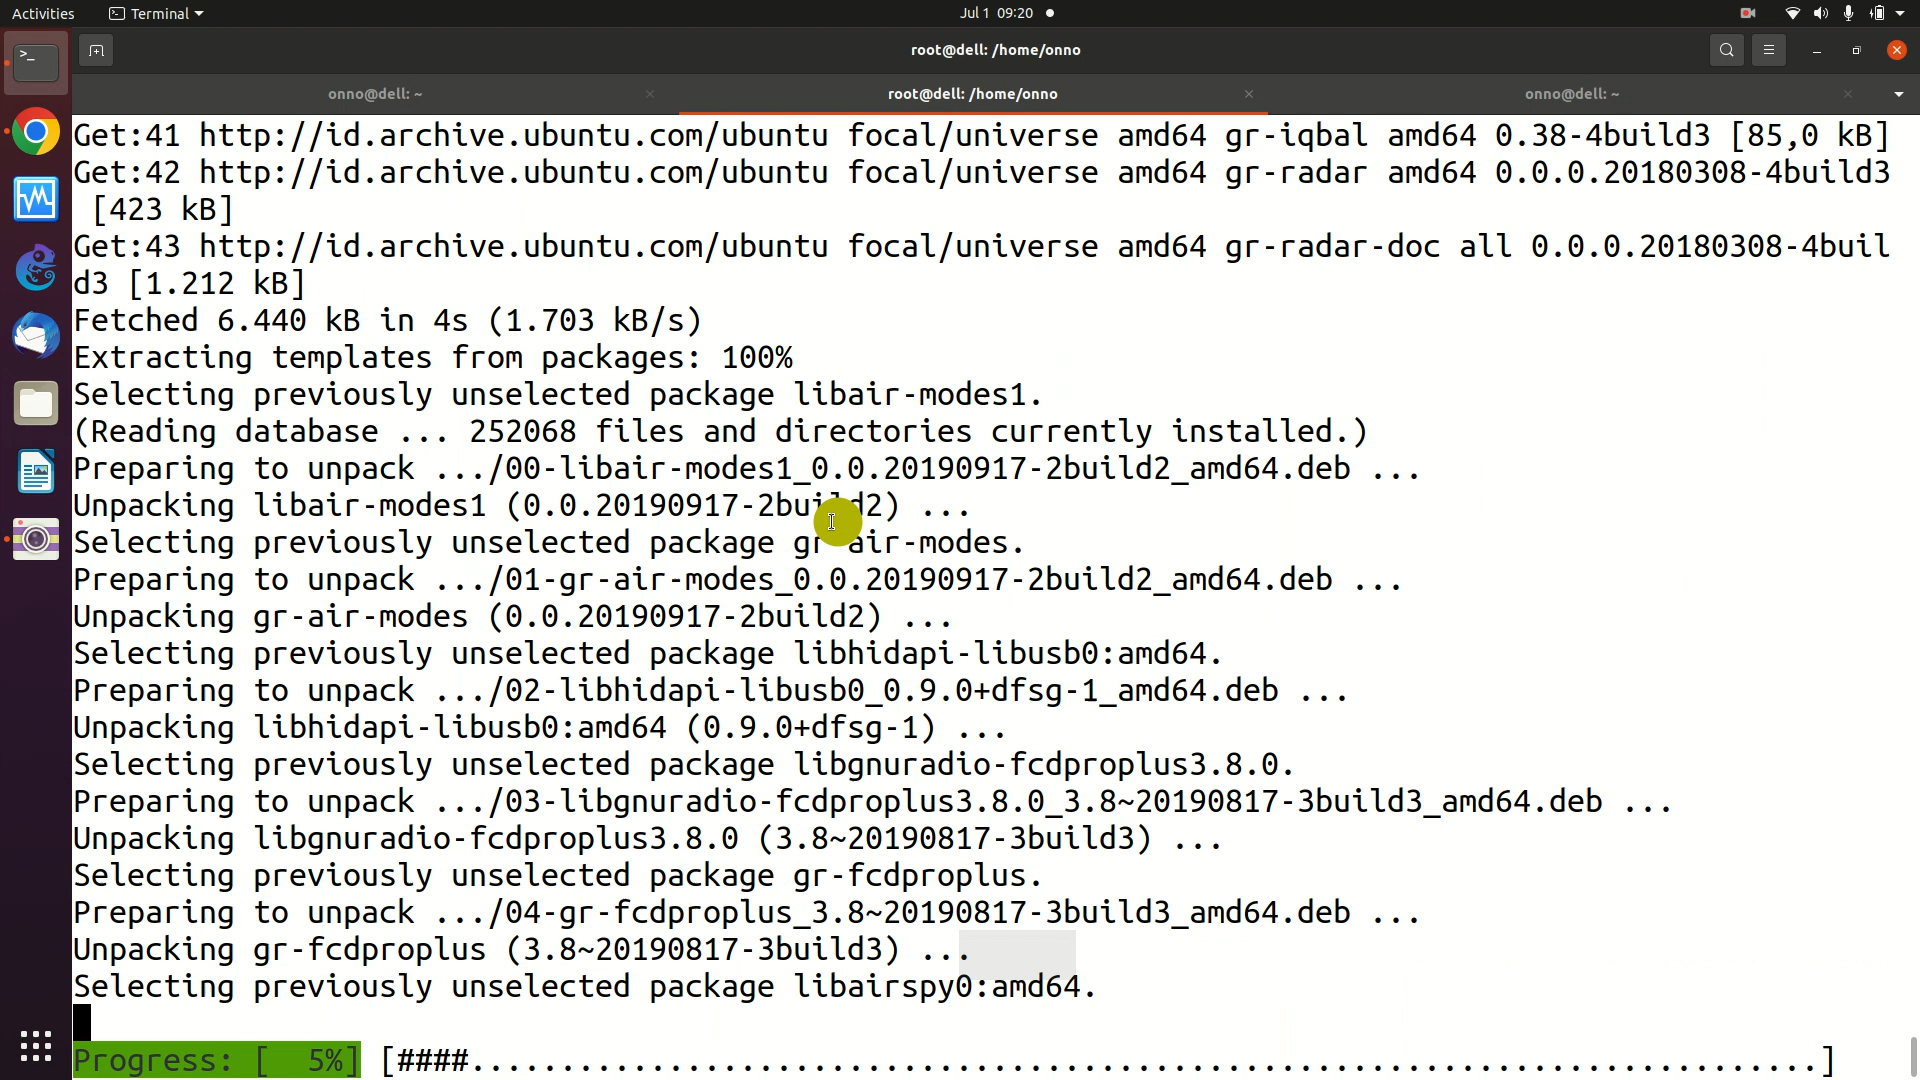 Activities
Terminal
Jul 1 09:20
root@dell: /home/onno
onno@dell: ~
root@dell: /home/onno
onno@dell: ~
Get:41 http://id.archive.ubuntu.com/ubuntu focal/universe amd64 gr-iqbal amd64 0.38-4build3 [85,0 kB]
Get:42 http://id.archive.ubuntu.com/ubuntu focal/universe amd64 gr-radar amd64 0.0.0.20180308-4build3
[423 kB]
Get:43 http://id.archive.ubuntu.com/ubuntu focal/universe amd64 gr-radar-doc all 0.0.0.20180308-4buil
d3 [1.212 kB]
Fetched 6.440 kB in 4s (1.703 kB/s)
Extracting templates from packages: 100%
Selecting previously unselected package libair-modes1.
(Reading database ... 252068 files and directories currently installed.)
Preparing to unpack .../00-libair-modes1_0.0.20190917-2build2_amd64.deb ...
Unpacking libair-modes1 (0.0.20190917-2build2) ...
Selecting previously unselected package gr-air-modes.
Preparing to unpack .../01-gr-air-modes_0.0.20190917-2build2_amd64.deb ...
Unpacking gr-air-modes (0.0.20190917-2build2) ...
Selecting previously unselected package libhidapi-libusb0:amd64.
Preparing to unpack .../02-libhidapi-libusb0_0.9.0+dfsg-1_amd64.deb ...
Unpacking libhidapi-libusb0:amd64 (0.9.0+dfsg-1) ...
Selecting previously unselected package libgnuradio-fcdproplus3.8.0.
Preparing to unpack .../03-libgnuradio-fcdproplus3.8.0_3.8~20190817-3build3_amd64.deb ...
Unpacking libgnuradio-fcdproplus3.8.0 (3.8~20190817-3build3) ...
Selecting previously unselected package gr-fcdproplus.
Preparing to unpack .../04-gr-fcdproplus_3.8~20190817-3build3_amd64.deb ...
Unpacking gr-fcdproplus (3.8~20190817-3build3) ...
Selecting previously unselected package libairspy0:amd64.
Progress: [  5%] [####...........................................................................]